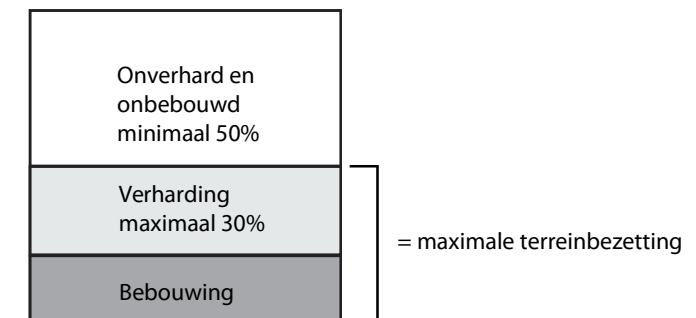 Onverhard en
onbebouwd
minimaal 50%
Verharding
maximaal 30%
= maximale terreinbezetting
Bebouwing